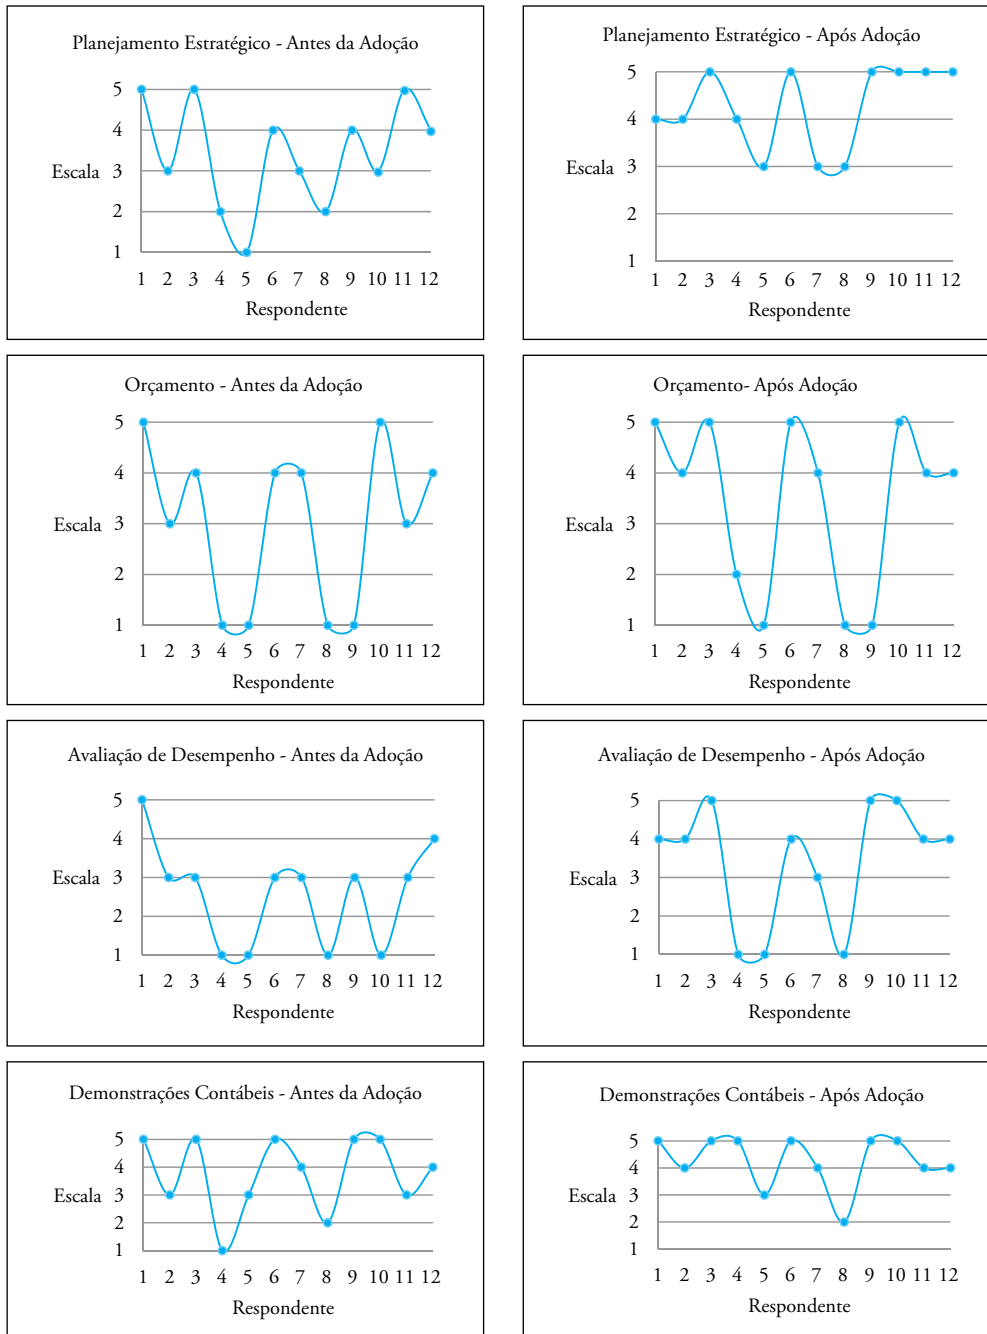 Planejamento Estratégico - Antes da Adoção
5
4
Escala 3
2
1
1 2 3 4 5 6 7 8 9 10 11 12
Respondente
Planejamento Estratégico - Após Adoção
5
4
Escala 3
2
1
1 2 3 4 5 6 7 8 9 10 11 12
Respondente
Orçamento - Antes da Adoção
5
4
Escala 3
2
1
1 2 3 4 5 6 7 8 9 10 11 12
Respondente
Orçamento- Após Adoção
5
4
Escala 3
2
1
1 2 3 4 5 6 7 8 9 10 11 12
Respondente
Avaliação de Desempenho - Antes da Adoção
5
4
Escala 3
2
1
1 2 3 4 5 6 7 8 9 10 11 12
Respondente
Avaliação de Desempenho - Após Adoção
5
4
Escala 3
2
1
1 2 3 4 5 6 7 8 9 10 11 12
Respondente
Demonstrações Contábeis - Antes da Adoção
5
4
Escala 3
2
1
1 2 3 4 5 6 7 8 9 10 11 12
Respondente
Demonstrações Contábeis - Após Adoção
5
4
Escala 3
2
1
1 2 3 4 5 6 7 8 9 10 11 12
Respondente